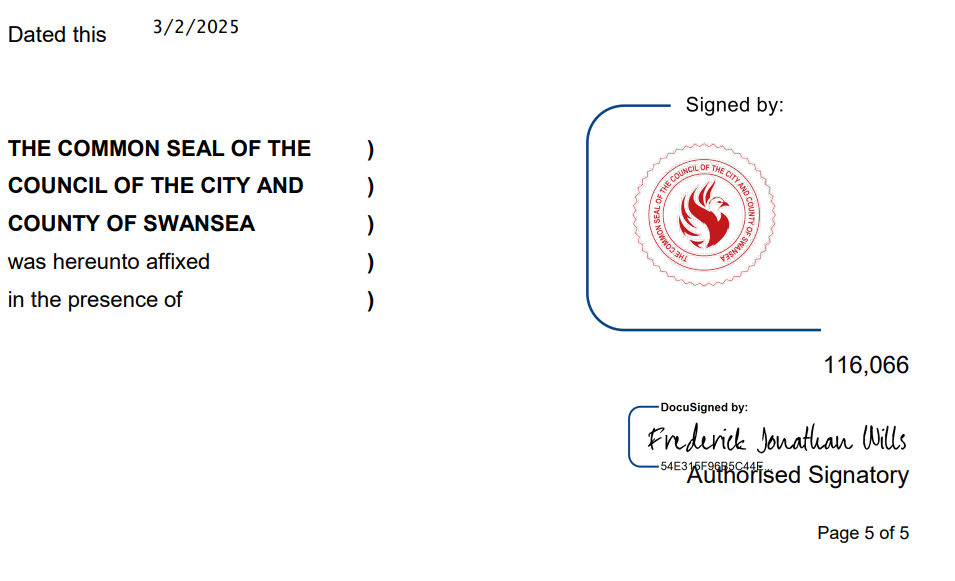 Dated this 3/2/2025
Signed by:
THE COMMON SEAL OF THE )
COUNCIL OF THE CITY AND )
COUNTY OF SWANSEA )
was hereunto affixed )
in the presence of )
THE COMMON SEAL OF THE COUNCIL OF THE CITY AND COUNTY OF SWANSEA
116,066
DocuSigned by:
Frederick Jonathan Wills
54E315F96B5C44E...
Authorised Signatory
Page 5 of 5